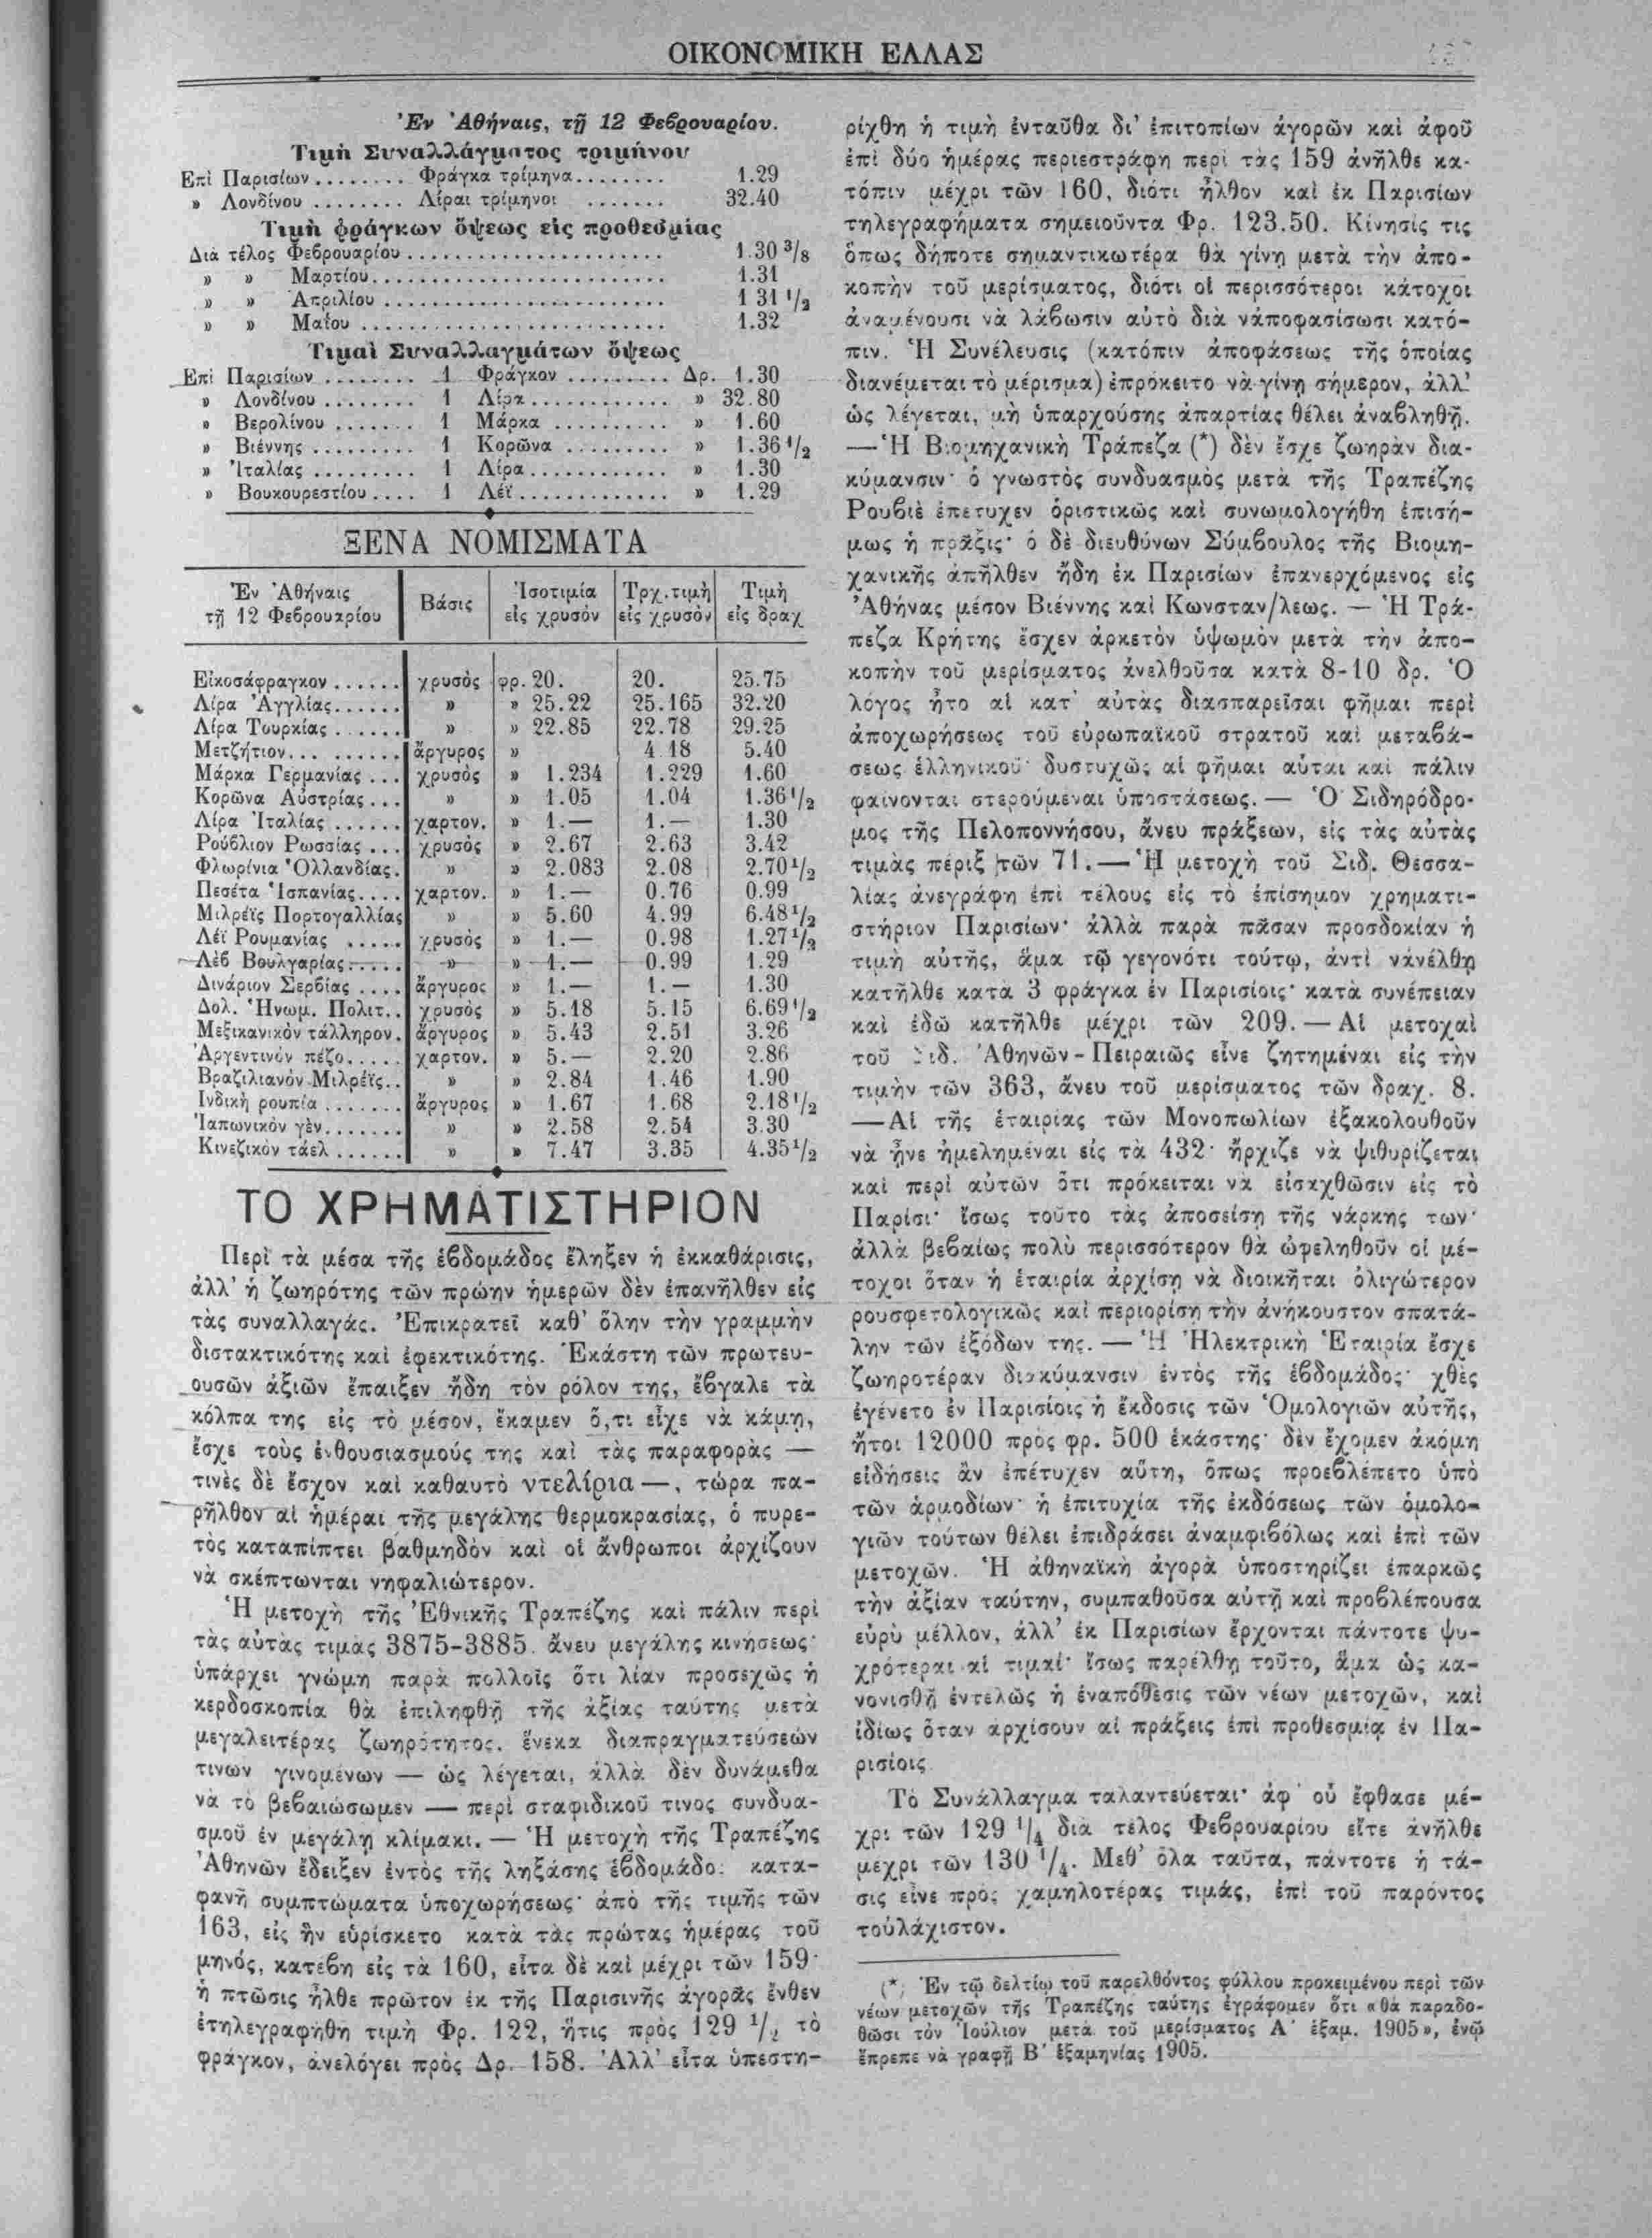 ΟΙΚΟΝΟΜΙΚΗ ΕΛΛΑΣ
Ἐν Ἀθήναις, τῇ 12 Φεβρουαρίου.
Τιμὴ Συναλλάγματος τριμήνου
Επὶ Παρισίων ........ Φράγκα τρίμηνα ........ 1.29
» Λονδίνου ........ Λίραι τρίμηνοι ....... 32.40
Τιμὴ φράγκων ὄψεως εἰς προθεσμίας
Διὰ τέλος Φεβρουαρίου ........ 1.30 3/8
» » Μαρτίου ........ 1.31
» » Απριλίου ........ 1 31 1/2
» » Μαΐου ........ 1.32
Τιμαὶ Συναλλαγμάτων ὄψεως
Επὶ Παρισίων ........ 1 Φράγκον ........ Δρ. 1.30
» Λονδίνου ........ 1 Λίρα ........ » 32.80
» Βερολίνου ....... 1 Μάρκα ........ » 1.60
» Βιέννης ........ 1 Κορῶνα ........ » 1.36 1/2
» Ἰταλίας ........ 1 Λίρα ........ » 1.30
» Βουκουρεστίου .... 1 Λέϊ ........ » 1.29
ΞΕΝΑ ΝΟΜΙΣΜΑΤΑ
Ἐν Ἀθήναις τῇ 12 Φεβρουαρίου | Βάσις | Ἰσοτιμία εἰς χρυσόν | Τρχ. τιμὴ εἰς χρυσόν | Τιμὴ εἰς δραχ
Εἰκοσάφραγκον ...... χρυσὸς φρ. 20. 20. 25.75
Λίρα Ἀγγλίας ...... » » 25.22 25.165 32.20
Λίρα Τουρκίας ...... » » 22.85 22.78 29.25
Μετζήτιον ........ ἄργυρος » 4 18 5.40
Μάρκα Γερμανίας ... χρυσὸς » 1.234 1.229 1.60
Κορῶνα Αὐστρίας ... » » 1.05 1.04 1.36 1/2
Λίρα Ἰταλίας ...... χαρτον. » 1.— 1.— 1.30
Ρούβλιον Ρωσσίας ... χρυσὸς » 2.67 2.63 3.42
Φλωρίνια Ὁλλανδίας. » » 2.083 2.08 2.70 1/2
Πεσέτα Ἱσπανίας .... χαρτον. » 1.— 0.76 0.99
Μιλρέϊς Πορτογαλλίας » » 5.60 4.99 6.48 1/2
Λέϊ Ρουμανίας ..... χρυσὸς » 1.— 0.98 1.27 1/2
Λὲβ Βουλγαρίας ..... » » 1.— 0.99 1.29
Δινάριον Σερβίας .... ἄργυρος » 1.— 1.— 1.30
Δολ. Ἡνωμ. Πολιτ.. χρυσὸς » 5.18 5.15 6.69 1/2
Μεξικανικὸν τάλληρον. ἄργυρος » 5.43 2.51 3.26
Ἀργεντινὸν πέζο ..... χαρτον. » 5.— 2.20 2.86
Βραζιλιανὸν Μιλρέϊς.. » » 2.84 1.46 1.90
Ινδικὴ ρουπία ....... ἄργυρος » 1.67 1.68 2.18 1/2
Ἰαπωνικὸν γὲν ....... » » 2.58 2.54 3.30
Κινεζικὸν τάελ ...... » » 7.47 3.35 4.35 1/2
ΤΟ ΧΡΗΜΑΤΙΣΤΗΡΙΟΝ
Περὶ τὰ μέσα τῆς ἑβδομάδος ἔληξεν ἡ ἐκκαθάρισις,
ἀλλ' ἡ ζωηρότης τῶν πρώην ἡμερῶν δὲν ἐπανῆλθεν εἰς
τὰς συναλλαγάς. Ἐπικρατεῖ καθ' ὅλην τὴν γραμμὴν
διστακτικότης καὶ ἐφεκτικότης. Ἑκάστη τῶν πρωτευ-
ουσῶν ἀξιῶν ἔπαιξεν ἤδη τὸν ρόλον της, ἔβγαλε τὰ
κόλπα της εἰς τὸ μέσον, ἔκαμεν ὅ,τι εἶχε νὰ κάμῃ,
ἔσχε τοὺς ἐνθουσιασμούς της καὶ τὰς παραφορὰς —
τινὲς δὲ ἔσχον καὶ καθαυτὸ ντελίρια —, τώρα πα-
ρῆλθον αἱ ἡμέραι τῆς μεγάλης θερμοκρασίας, ὁ πυρε-
τὸς καταπίπτει βαθμηδὸν καὶ οἱ ἄνθρωποι ἀρχίζουν
νὰ σκέπτωνται νηφαλιώτερον.
Ἡ μετοχὴ τῆς Ἐθνικῆς Τραπέζης καὶ πάλιν περὶ
τὰς αὐτὰς τιμὰς 3875-3885. ἄνευ μεγάλης κινήσεως·
ὑπάρχει γνώμη παρὰ πολλοῖς ὅτι λίαν προσεχῶς ἡ
κερδοσκοπία θὰ ἐπιληφθῇ τῆς ἀξίας ταύτης μετὰ
μεγαλειτέρας ζωηρότητος. ἕνεκα διαπραγματεύσεών
τινων γινομένων — ὡς λέγεται, ἀλλὰ δὲν δυνάμεθα
νὰ τὸ βεβαιώσωμεν — περὶ σταφιδικοῦ τινος συνδυα-
σμοῦ ἐν μεγάλῃ κλίμακι. — Ἡ μετοχὴ τῆς Τραπέζης
Ἀθηνῶν ἔδειξεν ἐντὸς τῆς ληξάσης ἑβδομάδος κατα-
φανῆ συμπτώματα ὑποχωρήσεως· ἀπὸ τῆς τιμῆς τῶν
163, εἰς ἣν εὑρίσκετο κατὰ τὰς πρώτας ἡμέρας τοῦ
μηνός, κατέβη εἰς τὰ 160, εἶτα δὲ καὶ μέχρι τῶν 159·
ἡ πτῶσις ἦλθε πρῶτον ἐκ τῆς Παρισινῆς ἀγορᾶς ἔνθεν
ἐτηλεγραφήθη τιμὴ Φρ. 122, ἥτις πρὸς 129 1/2 τὸ
φράγκον, ἀνελόγει πρὸς Δρ. 158. Ἀλλ' εἶτα ὑπεστη-
ρίχθη ἡ τιμὴ ἐνταῦθα δι' ἐπιτοπίων ἀγορῶν καὶ ἀφοῦ
ἐπὶ δύο ἡμέρας περιεστράφη περὶ τὰς 159 ἀνῆλθε κα-
τόπιν μέχρι τῶν 160, διότι ἦλθον καὶ ἐκ Παρισίων
τηλεγραφήματα σημειοῦντα Φρ. 123.50. Κίνησίς τις
ὅπως δήποτε σημαντικωτέρα θὰ γίνῃ μετὰ τὴν ἀπο-
κοπὴν τοῦ μερίσματος, διότι οἱ περισσότεροι κάτοχοι
ἀναμένουσι νὰ λάβωσιν αὐτὸ διὰ νἀποφασίσωσι κατό-
πιν. Ἡ Συνέλευσις (κατόπιν ἀποφάσεως τῆς ὁποίας
διανέμεται τὸ μέρισμα) ἐπρόκειτο νὰ γίνῃ σήμερον, ἀλλ'
ὡς λέγεται, μὴ ὑπαρχούσης ἀπαρτίας θέλει ἀναβληθῇ.
— Ἡ Βιομηχανικὴ Τράπεζα (*) δὲν ἔσχε ζωηρὰν δια-
κύμανσιν· ὁ γνωστὸς συνδυασμὸς μετὰ τῆς Τραπέζης
Ρουβιὲ ἐπέτυχεν ὁριστικῶς καὶ συνωμολογήθη ἐπισή-
μως ἡ πρᾶξις· ὁ δὲ διευθύνων Σύμβουλος τῆς Βιομη-
χανικῆς ἀπῆλθεν ἤδη ἐκ Παρισίων ἐπανερχόμενος εἰς
Ἀθήνας μέσον Βιέννης καὶ Κωνσταν/λεως. — Ἡ Τρά-
πεζα Κρήτης ἔσχεν ἀρκετὸν ὑψωμὸν μετὰ τὴν ἀπο-
κοπὴν τοῦ μερίσματος ἀνελθοῦσα κατὰ 8-10 δρ. Ὁ
λόγος ἦτο αἱ κατ' αὐτὰς διασπαρεῖσαι φῆμαι περὶ
ἀποχωρήσεως τοῦ εὐρωπαϊκοῦ στρατοῦ καὶ μεταβά-
σεως ἑλληνικοῦ· δυστυχῶς αἱ φῆμαι αὗται καὶ πάλιν
φαίνονται στερούμεναι ὑποστάσεως. — Ὁ Σιδηρόδρο-
μος τῆς Πελοποννήσου, ἄνευ πράξεων, εἰς τὰς αὐτὰς
τιμὰς πέριξ τῶν 71. — Ἡ μετοχὴ τοῦ Σιδ. Θεσσα-
λίας ἀνεγράφη ἐπὶ τέλους εἰς τὸ ἐπίσημον χρηματι-
στήριον Παρισίων· ἀλλὰ παρὰ πᾶσαν προσδοκίαν ἡ
τιμὴ αὐτῆς, ἅμα τῷ γεγονότι τούτῳ, ἀντὶ νἀνέλθῃ
κατῆλθε κατὰ 3 φράγκα ἐν Παρισίοις· κατὰ συνέπειαν
καὶ ἐδῶ κατῆλθε μέχρι τῶν 209. — Αἱ μετοχαὶ
τοῦ Σιδ. Ἀθηνῶν - Πειραιῶς εἶνε ζητημέναι εἰς τὴν
τιμὴν τῶν 363, ἄνευ τοῦ μερίσματος τῶν δραχ. 8.
— Αἱ τῆς ἑταιρίας τῶν Μονοπωλίων ἐξακολουθοῦν
νὰ ἦνε ἡμελημέναι εἰς τὰ 432· ἤρχιζε νὰ ψιθυρίζεται
καὶ περὶ αὐτῶν ὅτι πρόκειται νὰ εἰσαχθῶσιν εἰς τὸ
Παρίσι· ἴσως τοῦτο τὰς ἀποσείσῃ τῆς νάρκης των·
ἀλλὰ βεβαίως πολὺ περισσότερον θὰ ὠφεληθοῦν οἱ μέ-
τοχοι ὅταν ἡ ἑταιρία ἀρχίσῃ νὰ διοικῆται ὀλιγώτερον
ρουσφετολογικῶς καὶ περιορίσῃ τὴν ἀνήκουστον σπατά-
λην τῶν ἐξόδων της. — Ἡ Ἠλεκτρικὴ Ἑταιρία ἔσχε
ζωηροτέραν διακύμανσιν ἐντὸς τῆς ἑβδομάδος· χθὲς
ἐγένετο ἐν Παρισίοις ἡ ἔκδοσις τῶν Ὁμολογιῶν αὐτῆς,
ἤτοι 12000 πρὸς φρ. 500 ἑκάστης· δὲν ἔχομεν ἀκόμη
εἰδήσεις ἂν ἐπέτυχεν αὕτη, ὅπως προεβλέπετο ὑπὸ
τῶν ἁρμοδίων· ἡ ἐπιτυχία τῆς ἐκδόσεως τῶν ὁμολο-
γιῶν τούτων θέλει ἐπιδράσει ἀναμφιβόλως καὶ ἐπὶ τῶν
μετοχῶν. Ἡ ἀθηναϊκὴ ἀγορὰ ὑποστηρίζει ἐπαρκῶς
τὴν ἀξίαν ταύτην, συμπαθοῦσα αὐτῇ καὶ προβλέπουσα
εὐρὺ μέλλον, ἀλλ' ἐκ Παρισίων ἔρχονται πάντοτε ψυ-
χρότεραι αἱ τιμαί· ἴσως παρέλθῃ τοῦτο, ἅμα ὡς κα-
νονισθῇ ἐντελῶς ἡ ἐναπόθεσις τῶν νέων μετοχῶν, καὶ
ἰδίως ὅταν ἀρχίσουν αἱ πράξεις ἐπὶ προθεσμίᾳ ἐν Πα-
ρισίοις
Τὸ Συνάλλαγμα ταλαντεύεται· ἀφ' οὗ ἔφθασε μέ-
χρι τῶν 129 1/4 διὰ τέλος Φεβρουαρίου εἶτε ἀνῆλθε
μέχρι τῶν 130 1/4. Μεθ' ὅλα ταῦτα, πάντοτε ἡ τά-
σις εἶνε πρὸς χαμηλοτέρας τιμάς, ἐπὶ τοῦ παρόντος
τοὐλάχιστον.
(*) Ἐν τῷ δελτίῳ τοῦ παρελθόντος φύλλου προκειμένου περὶ τῶν
νέων μετοχῶν τῆς Τραπέζης ταύτης ἐγράφομεν ὅτι «θὰ παραδο-
θῶσι τὸν Ἰούλιον μετὰ τοῦ μερίσματος Α' ἑξαμ. 1905», ἐνῷ
ἔπρεπε νὰ γραφῇ Β' ἑξαμηνίας 1905.